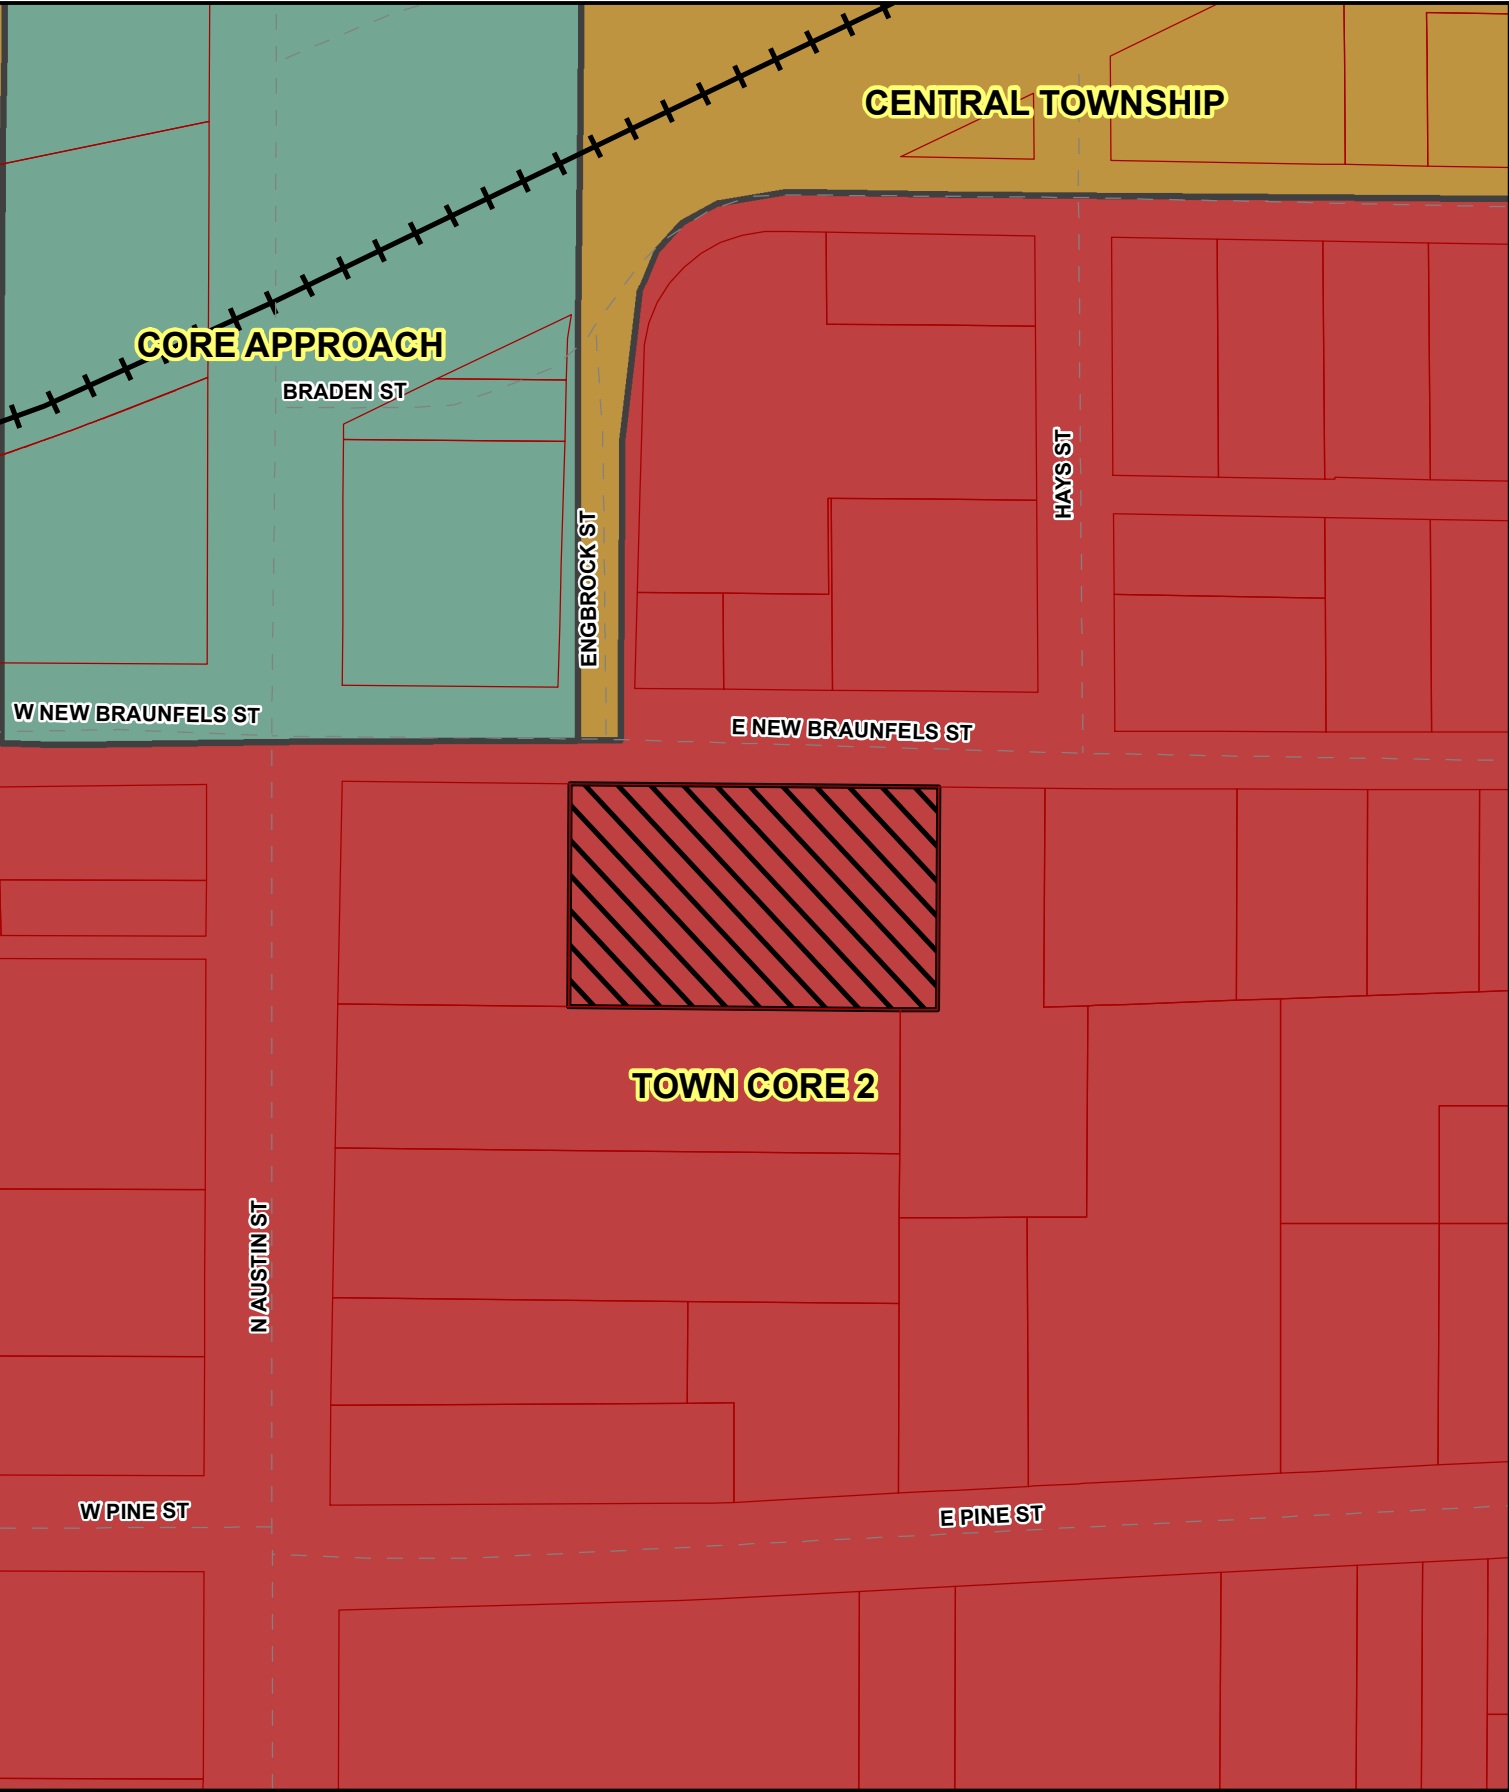 CENTRAL TOWNSHIP
CORE APPROACH
BRADEN ST
HAYS ST
ENGBROCK ST
W NEW BRAUNFELS ST
E NEW BRAUNFELS ST
TOWN CORE 2
N AUSTIN ST
W PINE ST
E PINE ST